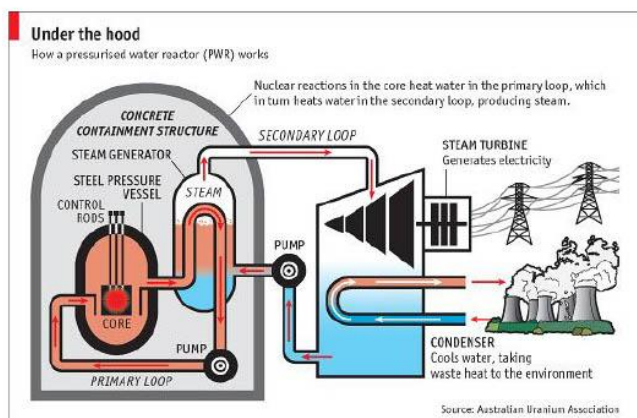 Under the hood
How a pressurised water reactor (PWR) works
Nuclear reactions in the core heat water in the primary loop, which
in turn heats water in the secondary loop, producing steam.
CONCRETE
CONTAINMENT STRUCTURE
SECONDARY LOOP
STEAM TURBINE
Generates electricity
STEAM GENERATOR
STEEL PRESSURE
VESSEL
STEAM
CONTROL
RODS
PUMP
CORE
PUMP
PRIMARY LOOP
CONDENSER
Cools water, taking
waste heat to the environment
Source: Australian Uranium Association